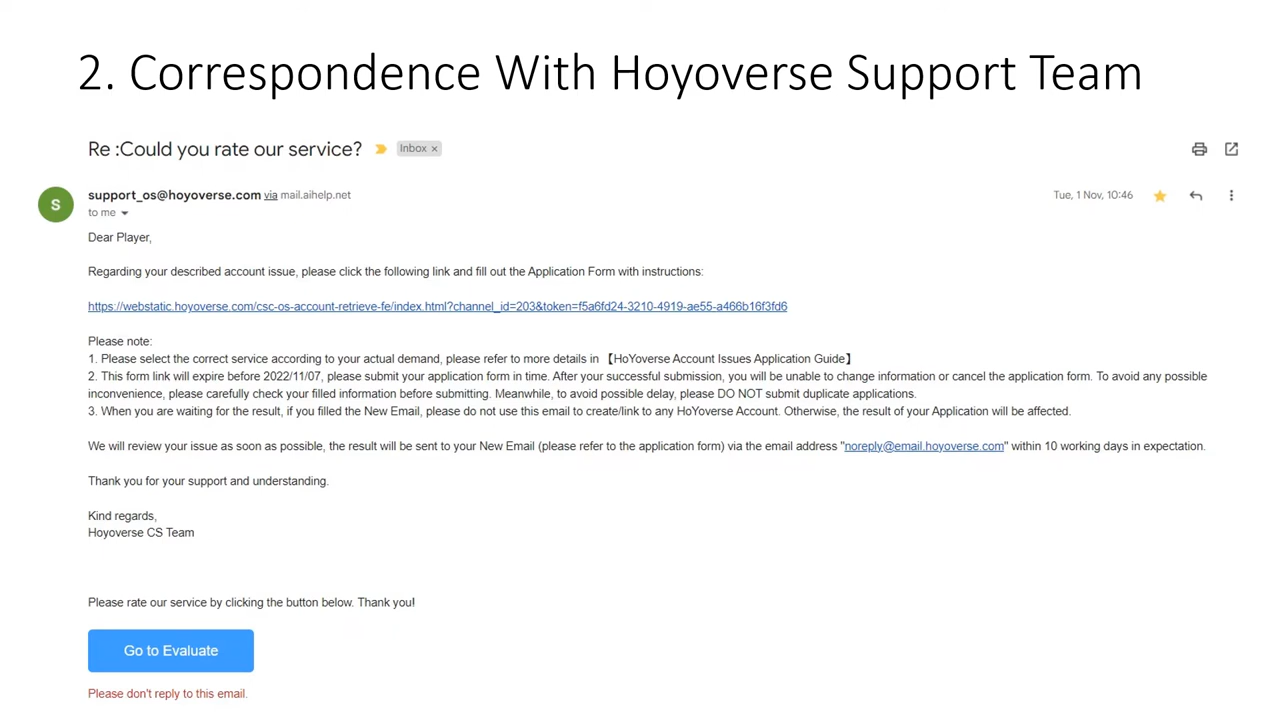 2. Correspondence With Hoyoverse Support Team
Re :Could you rate our service? Inbox ×
S
support_os@hoyoverse.com via mail.aihelp.net
Tue, 1 Nov, 10:46
to me
Dear Player,
Regarding your described account issue, please click the following link and fill out the Application Form with instructions:
https://webstatic.hoyoverse.com/csc-os-account-retrieve-fe/index.html?channel_id=203&token=f5a6fd24-3210-4919-ae55-a466b16f3fd6
Please note:
1. Please select the correct service according to your actual demand, please refer to more details in 【HoYoverse Account Issues Application Guide】
2. This form link will expire before 2022/11/07, please submit your application form in time. After your successful submission, you will be unable to change information or cancel the application form. To avoid any possible
inconvenience, please carefully check your filled information before submitting. Meanwhile, to avoid possible delay, please DO NOT submit duplicate applications.
3. When you are waiting for the result, if you filled the New Email, please do not use this email to create/link to any HoYoverse Account. Otherwise, the result of your Application will be affected.
We will review your issue as soon as possible, the result will be sent to your New Email (please refer to the application form) via the email address "noreply@email.hoyoverse.com" within 10 working days in expectation.
Thank you for your support and understanding.
Kind regards,
Hoyoverse CS Team
Please rate our service by clicking the button below. Thank you!
Go to Evaluate
Please don't reply to this email.